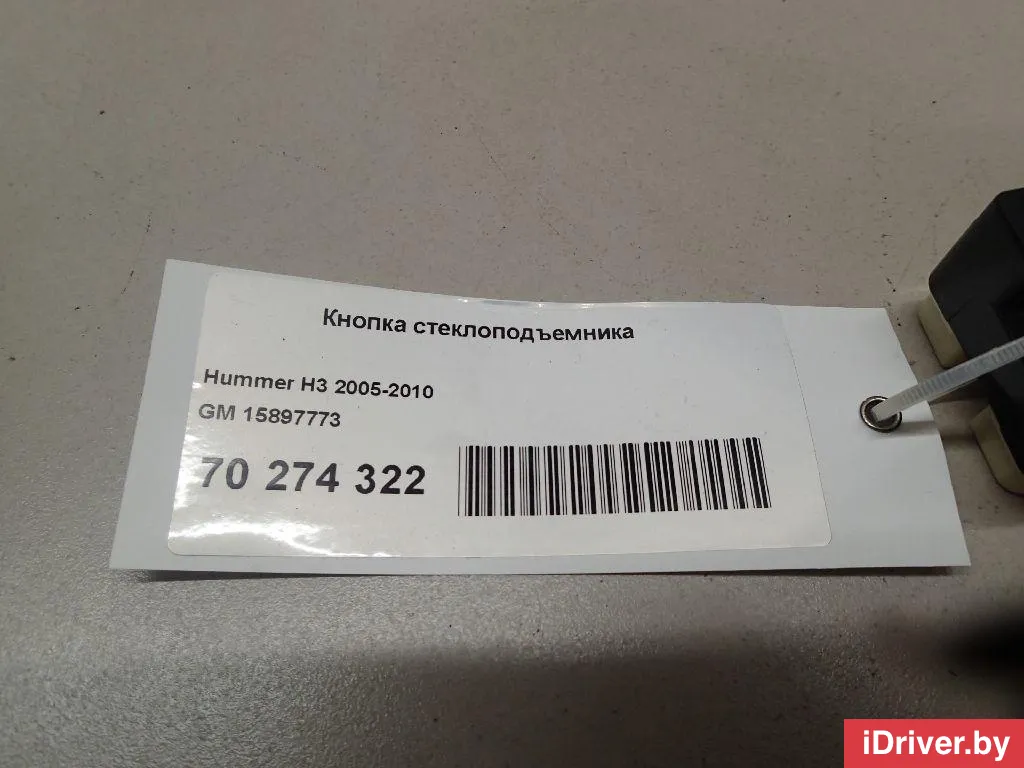 Кнопка стеклоподъемника
Hummer H3 2005-2010
GM 15897773
70 274 322
iDriver.by